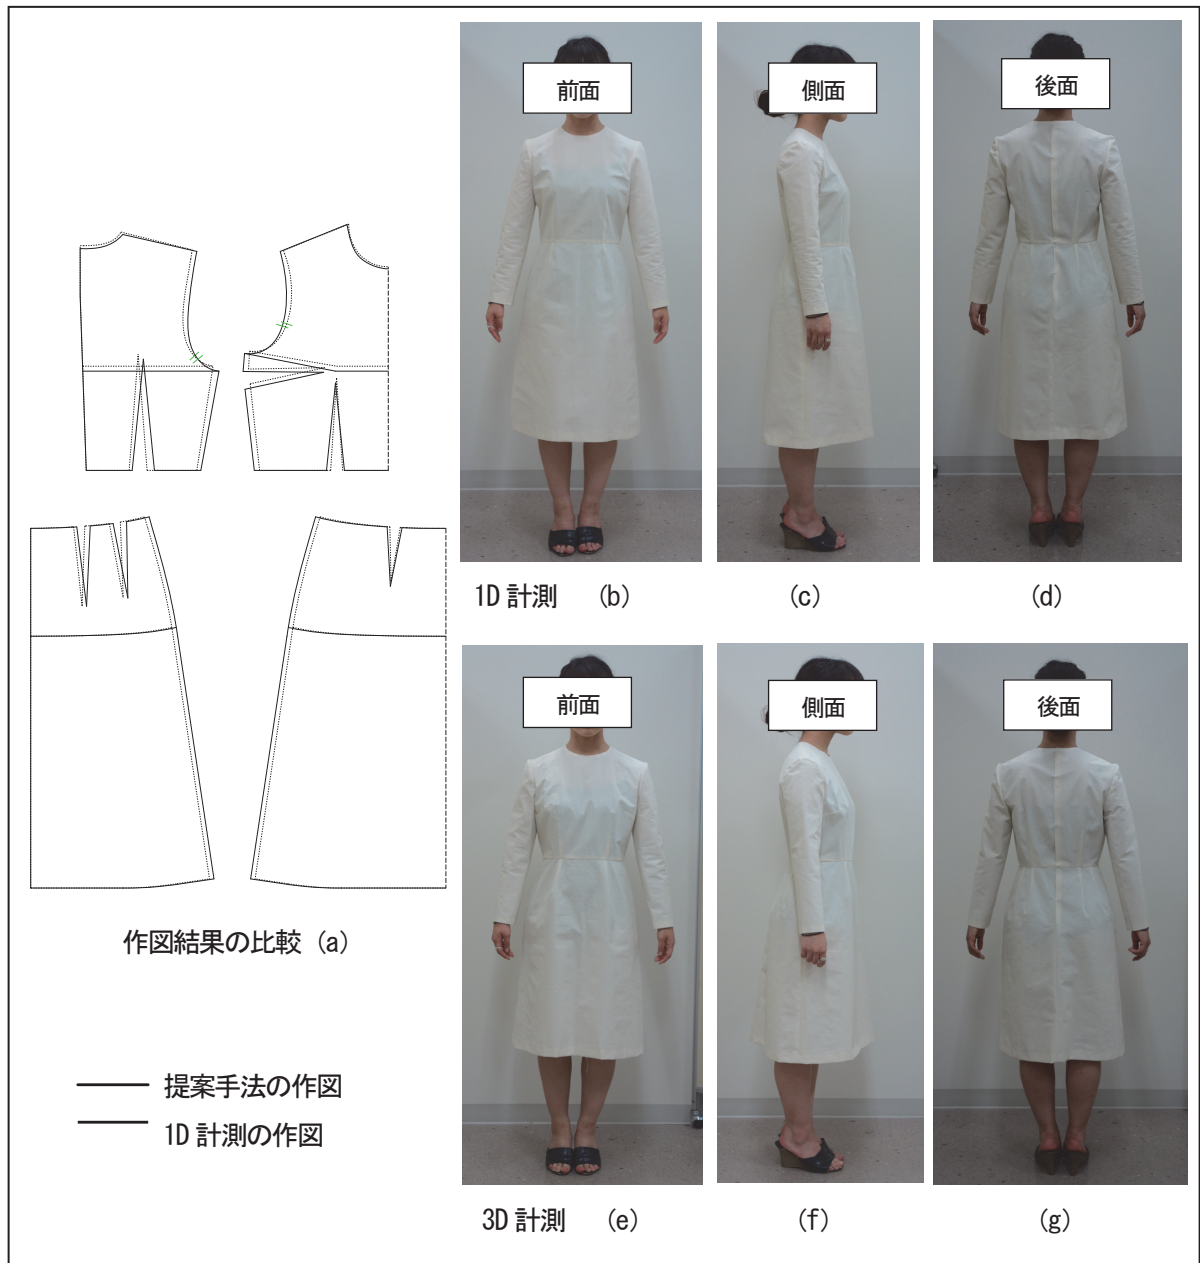 前面
側面
後面
1D 計測 (b)
(c)
(d)
前面
側面
後面
作図結果の比較 (a)
提案手法の作図
1D 計測の作図
3D 計測 (e)
(f)
(g)